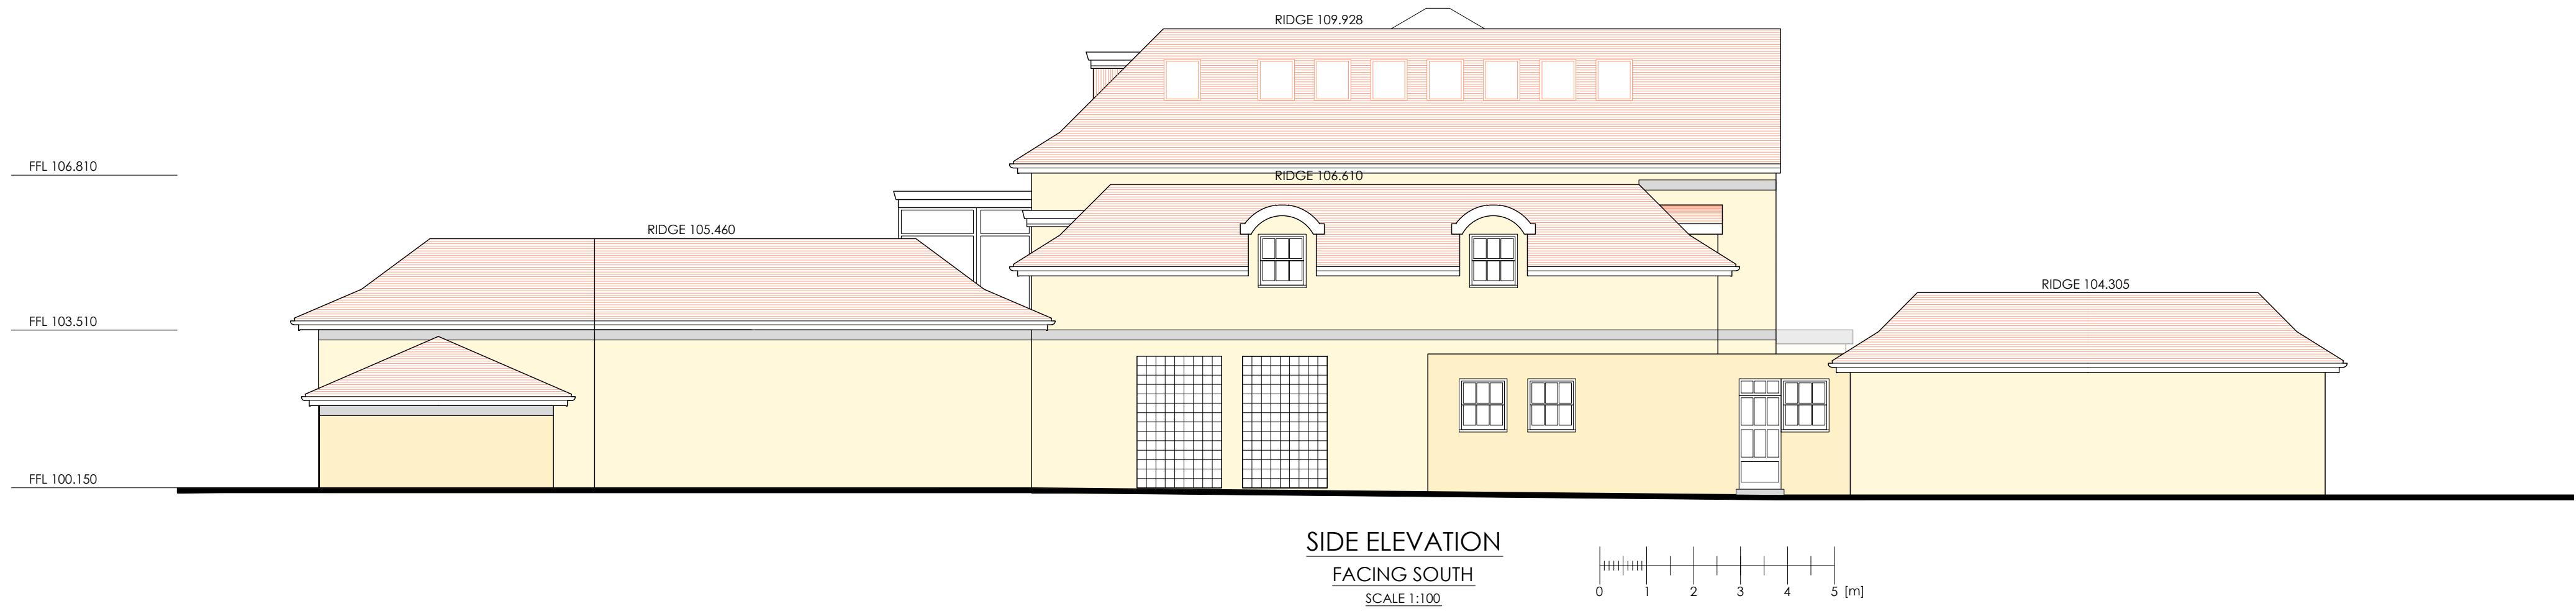 RIDGE 109.928
FFL 106.810
RIDGE 106.610
RIDGE 105.460
RIDGE 104.305
FFL 103.510
FFL 100.150
SIDE ELEVATION
FACING SOUTH
SCALE 1:100
0 1 2 3 4 5 [m]